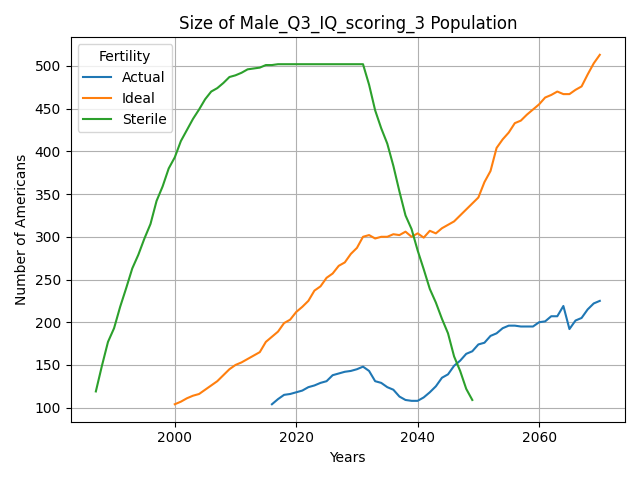 Size of Male_Q3_IQ_scoring_3 Population
Fertility
Actual
Ideal
Sterile
Number of Americans
500
450
400
350
300
250
200
150
100
2000 2020 2040 2060
Years